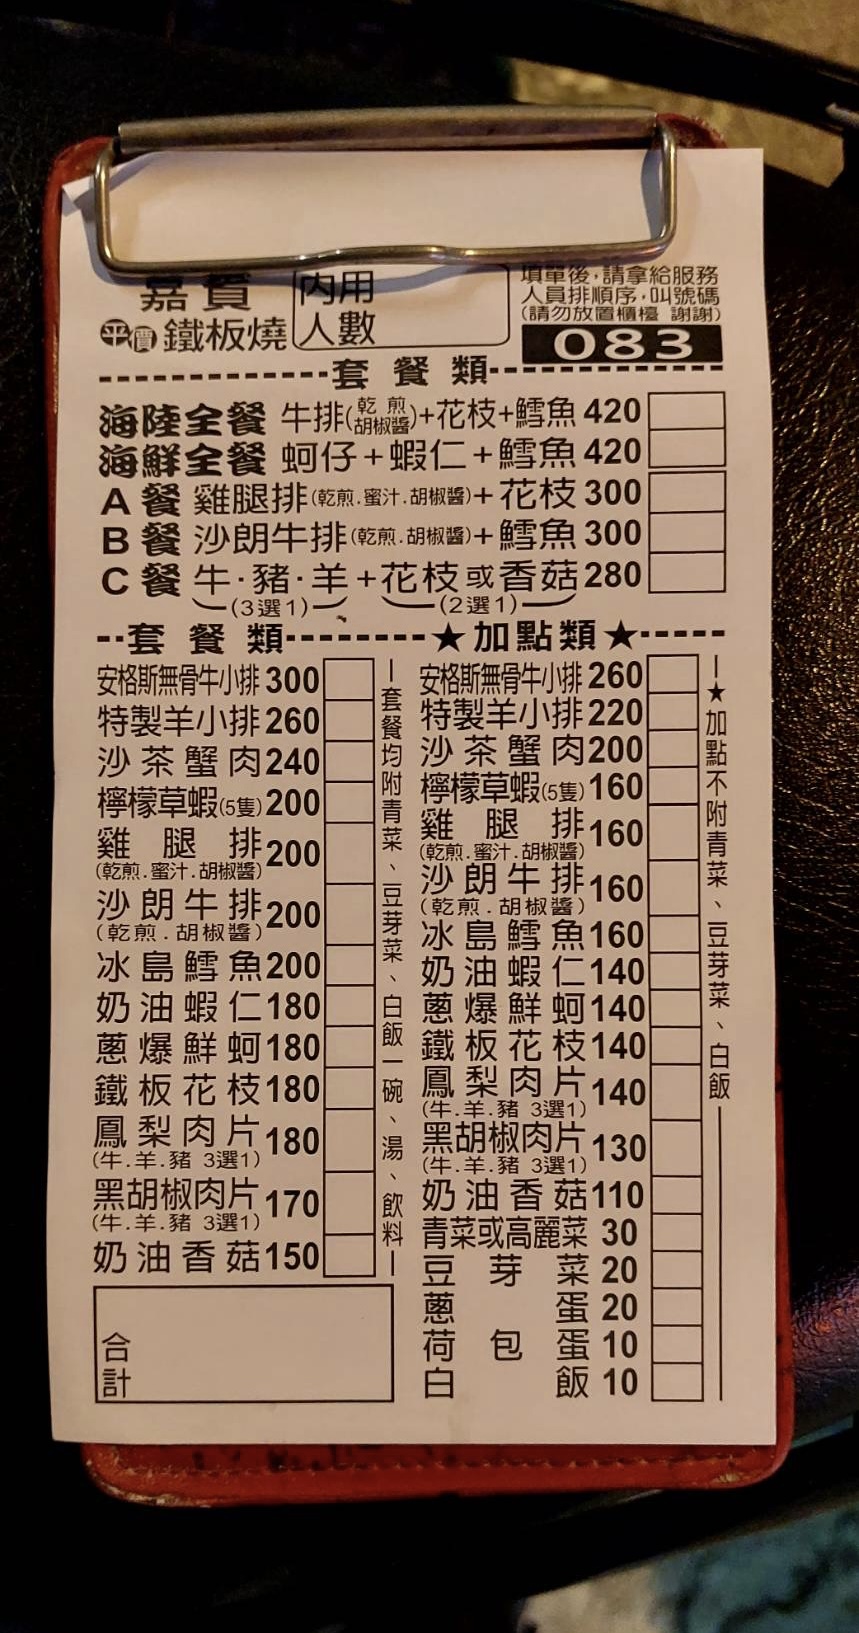 嘉賀
平價鐵板燒
內用
人數
填單後,請拿給服務
人員排順序,叫號碼
(請勿放置櫃檯 謝謝)
083
套餐類
海陸全餐 牛排(乾煎 胡椒醬)+花枝+鱈魚 420
海鮮全餐 蚵仔+蝦仁+鱈魚 420
A餐 雞腿排(乾煎.蜜汁.胡椒醬)+花枝 300
B餐 沙朗牛排(乾煎.胡椒醬)+鱈魚 300
C餐 牛·豬·羊+花枝或香菇 280
(3選1) (2選1)
套餐類
安格斯無骨牛小排 300
特製羊小排 260
沙茶蟹肉 240
檸檬草蝦(5隻) 200
雞腿排 200
(乾煎.蜜汁.胡椒醬)
沙朗牛排 200
(乾煎.胡椒醬)
冰島鱈魚 200
奶油蝦仁 180
蔥爆鮮蚵 180
鐵板花枝 180
鳳梨肉片 180
(牛.羊.豬 3選1)
黑胡椒肉片 170
(牛.羊.豬 3選1)
奶油香菇 150
套餐均附青菜、豆芽菜、白飯一碗、湯、飲料
合計
★加點類★
安格斯無骨牛小排 260
特製羊小排 220
沙茶蟹肉 200
檸檬草蝦(5隻) 160
雞腿排 160
(乾煎.蜜汁.胡椒醬)
沙朗牛排 160
(乾煎.胡椒醬)
冰島鱈魚 160
奶油蝦仁 140
蔥爆鮮蚵 140
鐵板花枝 140
鳳梨肉片 140
(牛.羊.豬 3選1)
黑胡椒肉片 130
(牛.羊.豬 3選1)
奶油香菇 110
青菜或高麗菜 30
豆芽菜 20
蔥蛋 20
荷包蛋 10
白飯 10
★加點不附青菜、豆芽菜、白飯